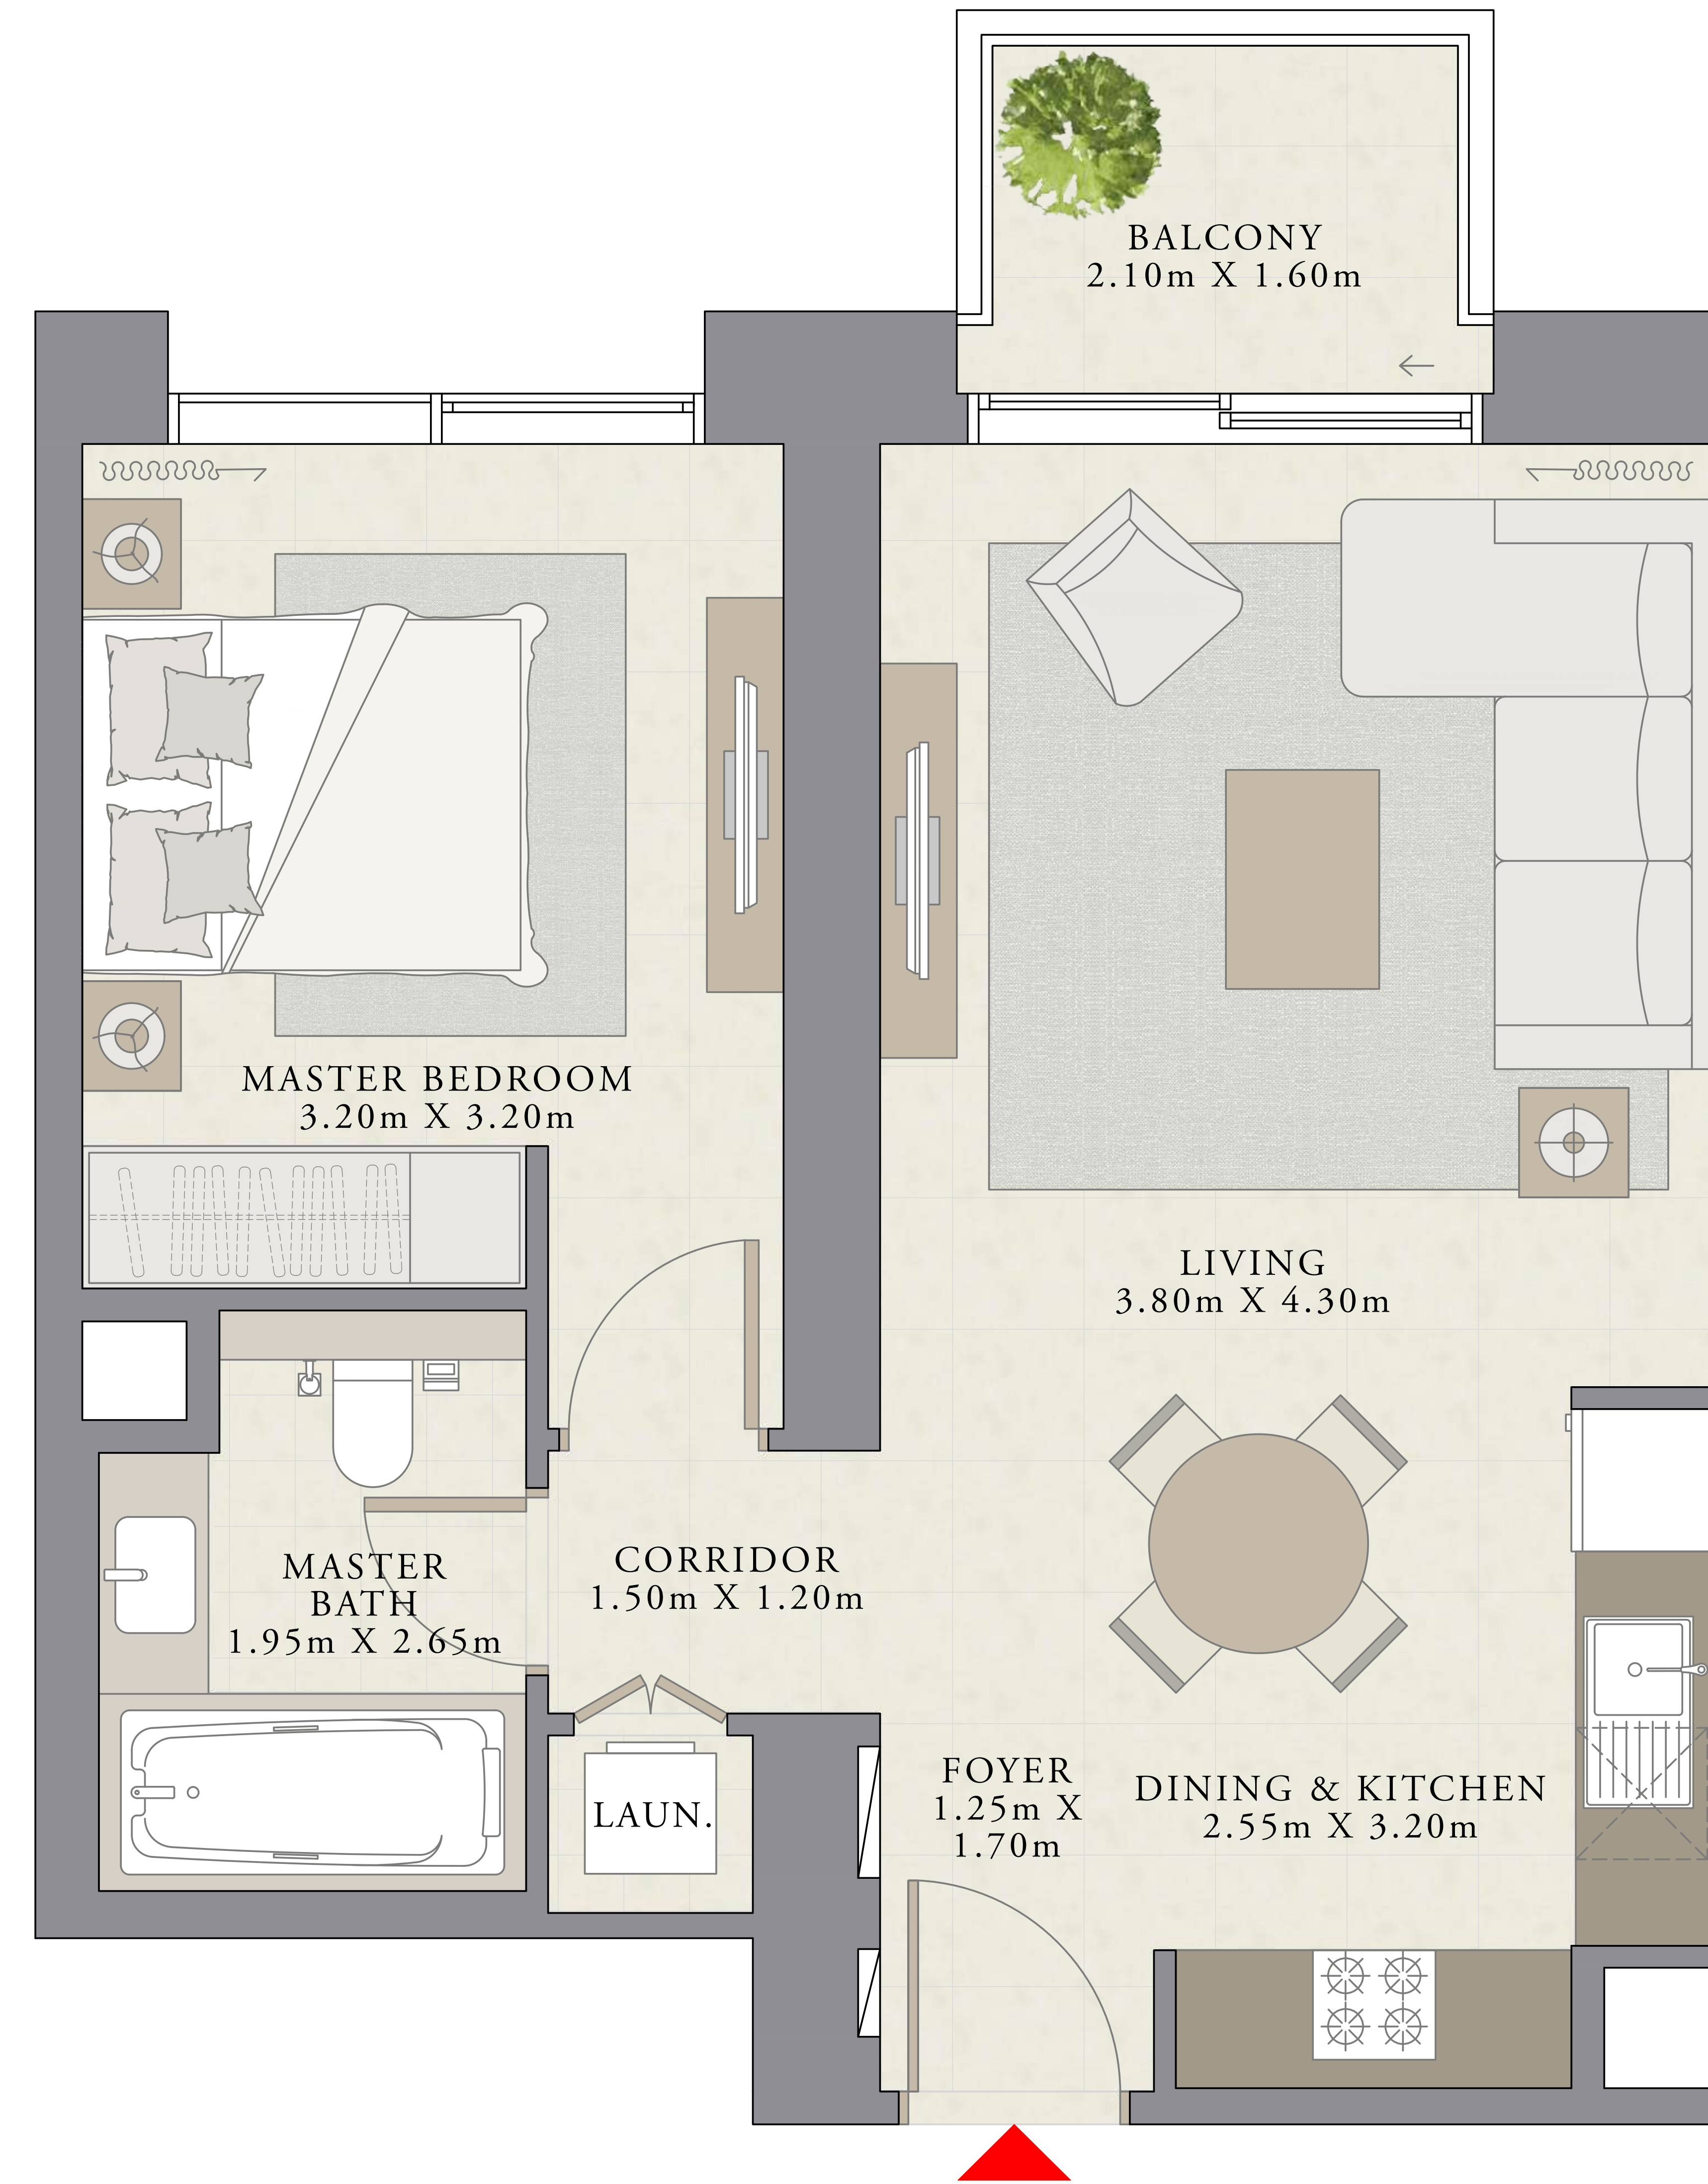 BALCONY
2.10m X 1.60m
MASTER BEDROOM
3.20m X 3.20m
LIVING
3.80m X 4.30m
MASTER
BATH
1.95m X 2.65m
CORRIDOR
1.50m X 1.20m
LAUN.
FOYER
1.25m X
1.70m
DINING & KITCHEN
2.55m X 3.20m